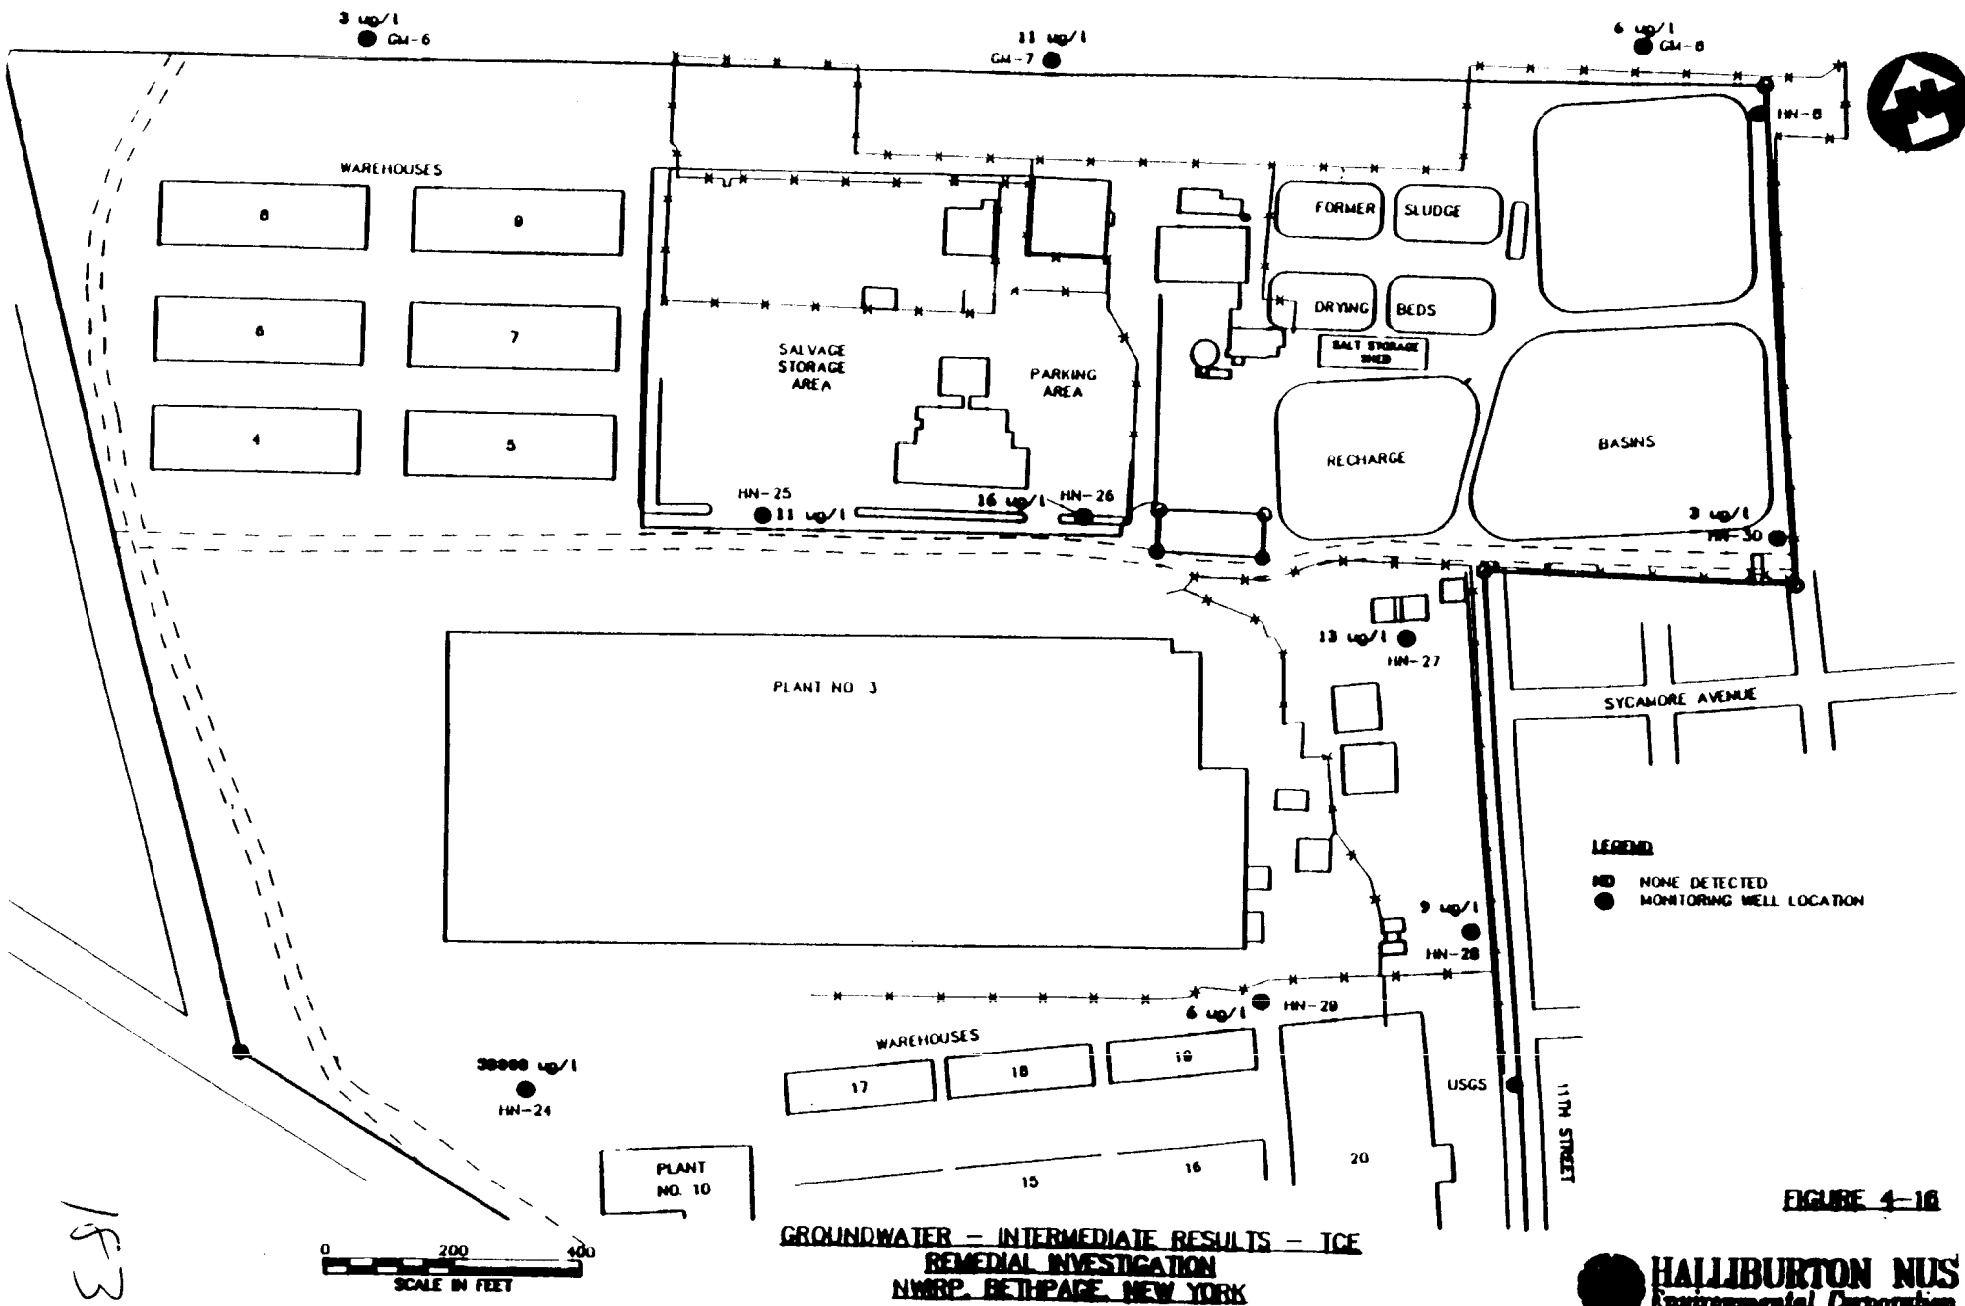 3 ug/l
GM-6
11 ug/l
GM-7
6 ug/l
GM-8
N
WAREHOUSES
8
9
FORMER
SLUDGE
6
7
DRYING
BEDS
SALT STORAGE
SHED
SALVAGE
STORAGE
AREA
PARKING
AREA
4
5
RECHARGE
BASINS
HN-25
11 ug/l
16 ug/l
HN-26
3 ug/l
HN-30
13 ug/l
HN-27
PLANT NO 3
SYCAMORE AVENUE
LEGEND
ND NONE DETECTED
MONITORING WELL LOCATION
9 ug/l
HN-28
6 ug/l
HN-29
WAREHOUSES
17
18
19
USGS
11TH STREET
ug/l
HN-24
PLANT
NO. 10
15
16
20
FIGURE 4-16
183
0 200 400
SCALE IN FEET
GROUNDWATER – INTERMEDIATE RESULTS – TCE
REMEDIAL INVESTIGATION
NWIRP, BETHPAGE, NEW YORK
HALLIBURTON NUS
Environmental Corporation